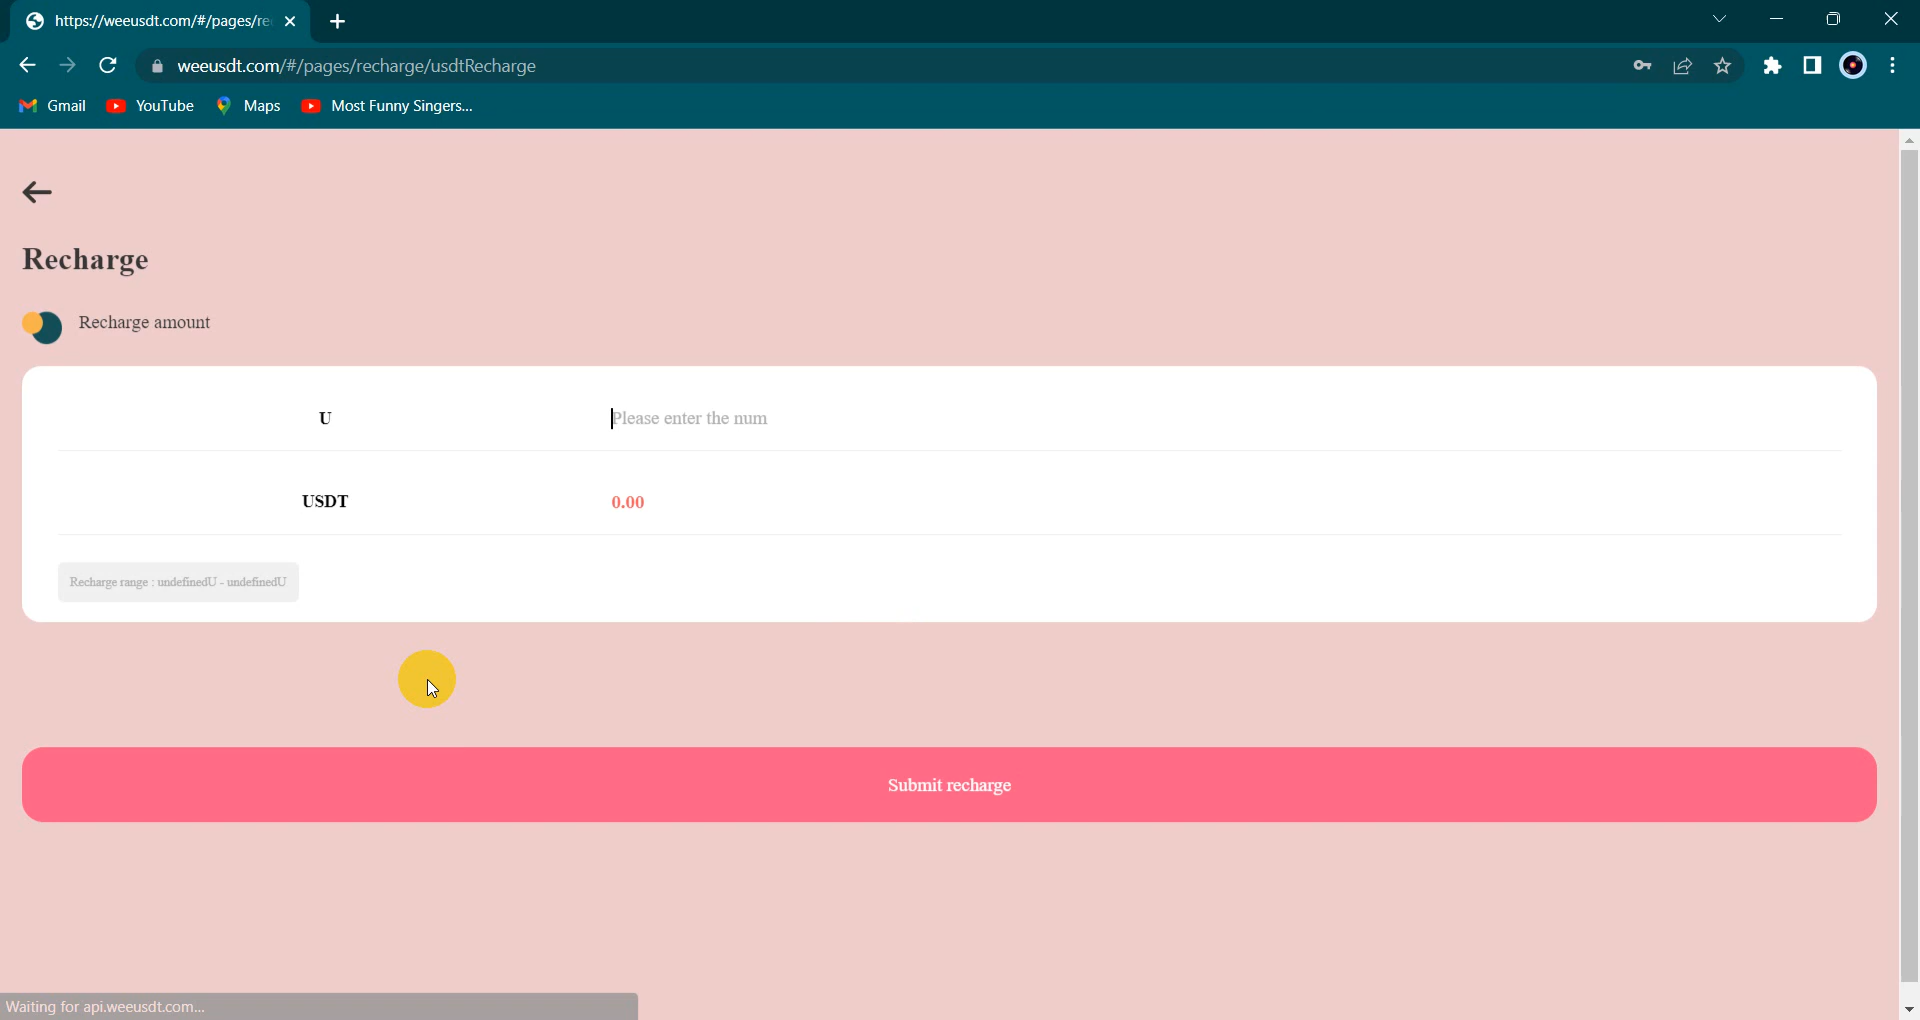 https://weeusdt.com/#/pages/re
weeusdt.com/#/pages/recharge/usdtRecharge
Gmail YouTube Maps Most Funny Singers...
Recharge
Recharge amount
U Please enter the num
USDT 0.00
Recharge range : undefinedU - undefinedU
Submit recharge
Waiting for api.weeusdt.com...